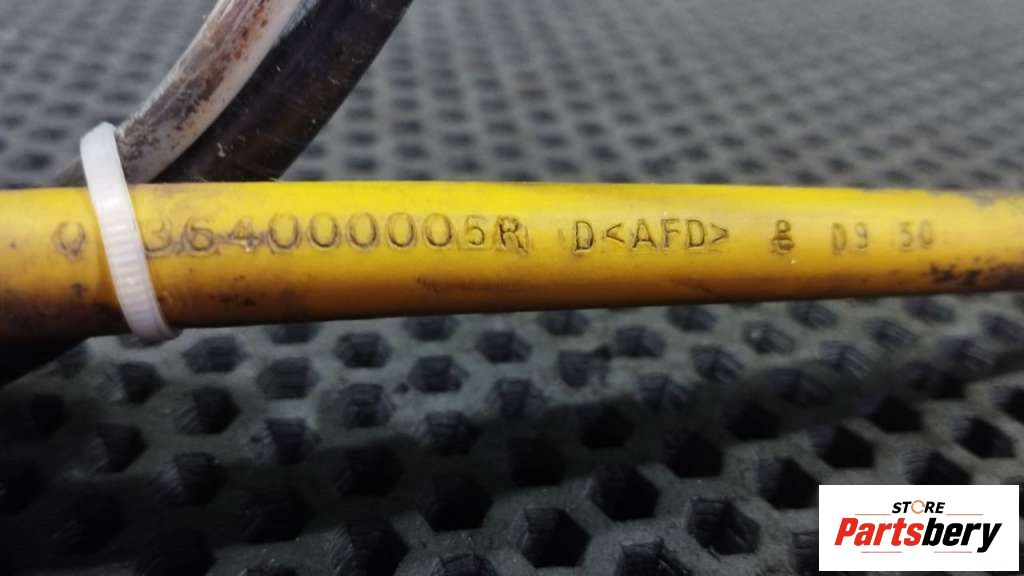 364000005R D<AFD> 09 50
STORE
Partsbery